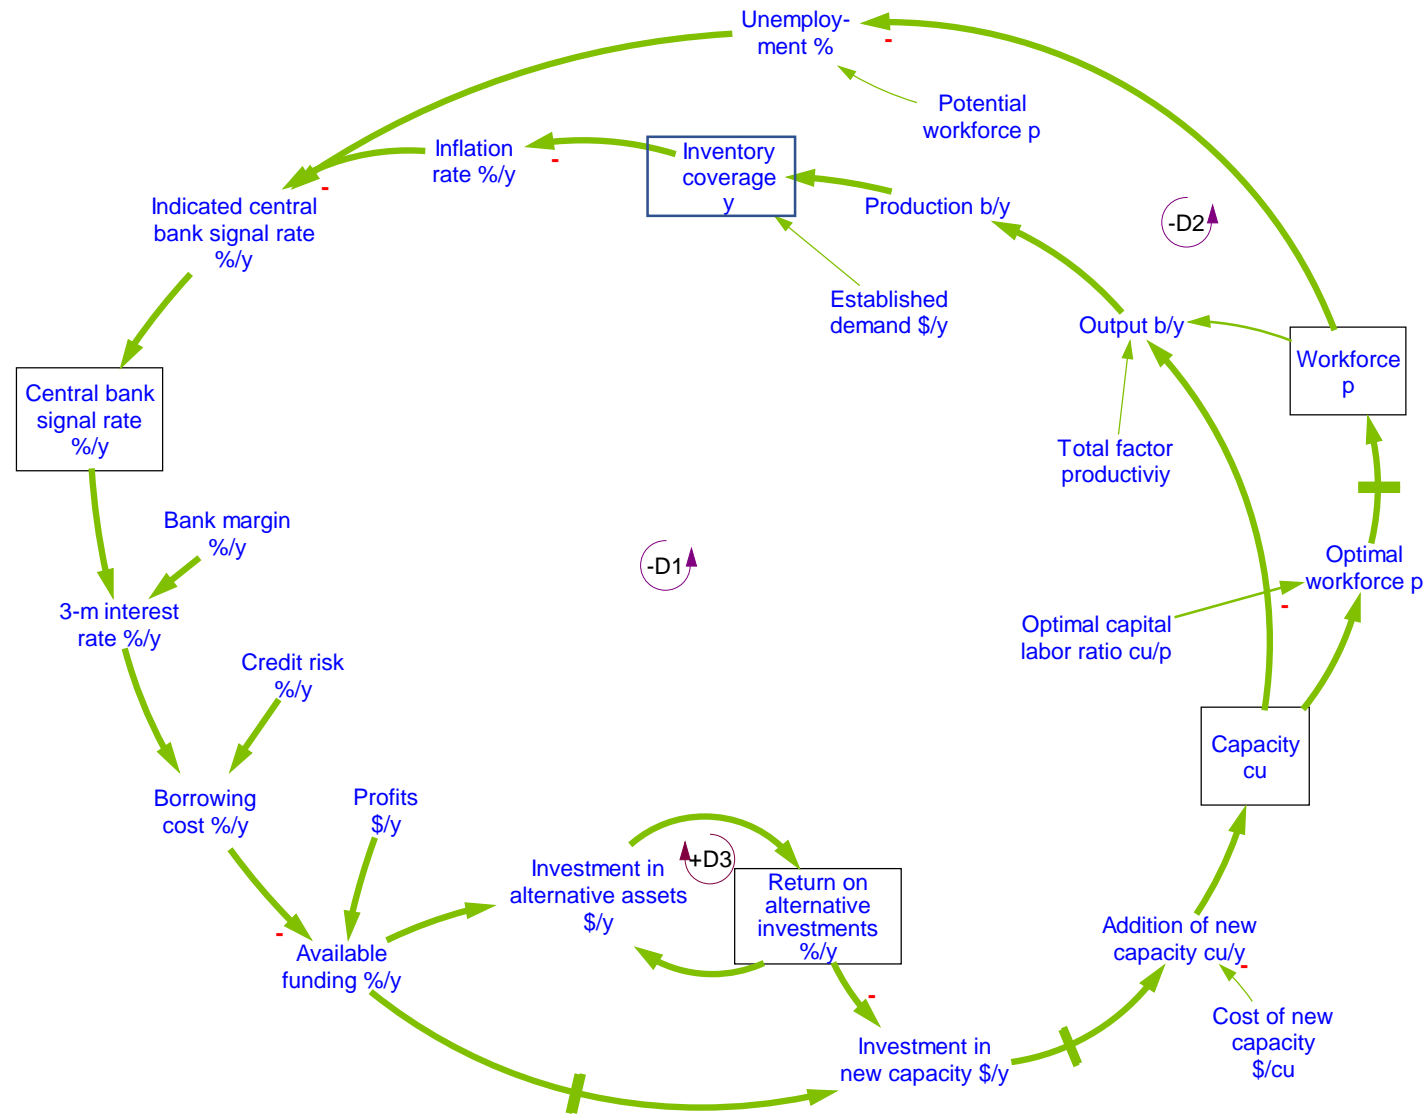 Unemploy-
ment %
-
Potential
workforce p
Inflation
rate %/y
-
Inventory
coverage
y
Production b/y
-D2
-
Indicated central
bank signal rate
%/y
Established
demand $/y
Output b/y
Workforce
p
Central bank
signal rate
%/y
Total factor
productiviy
Bank margin
%/y
-D1
Optimal
workforce p
-
3-m interest
rate %/y
Optimal capital
labor ratio cu/p
Credit risk
%/y
Capacity
cu
Borrowing
cost %/y
Profits
$/y
+D3
Investment in
alternative assets
$/y
Return on
alternative
investments
%/y
-
Available
funding %/y
-
Addition of new
capacity cu/y
-
Cost of new
capacity
$/cu
Investment in
new capacity $/y